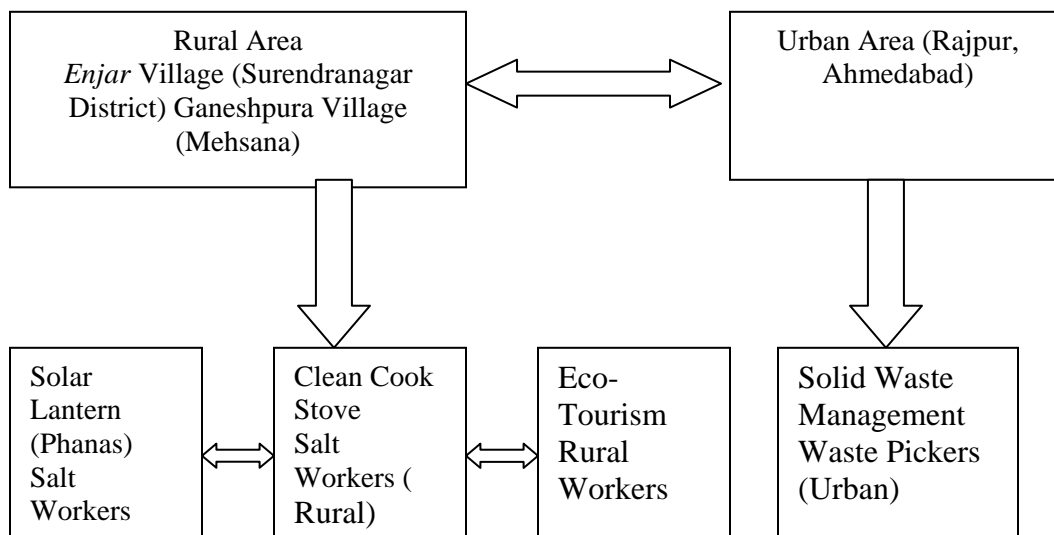 Rural Area
Enjar Village (Surendranagar
District) Ganeshpura Village
(Mehsana)
Urban Area (Rajpur,
Ahmedabad)
Solar
Lantern
(Phanas)
Salt
Workers
Clean Cook
Stove
Salt
Workers (
Rural)
Eco-
Tourism
Rural
Workers
Solid Waste
Management
Waste Pickers
(Urban)